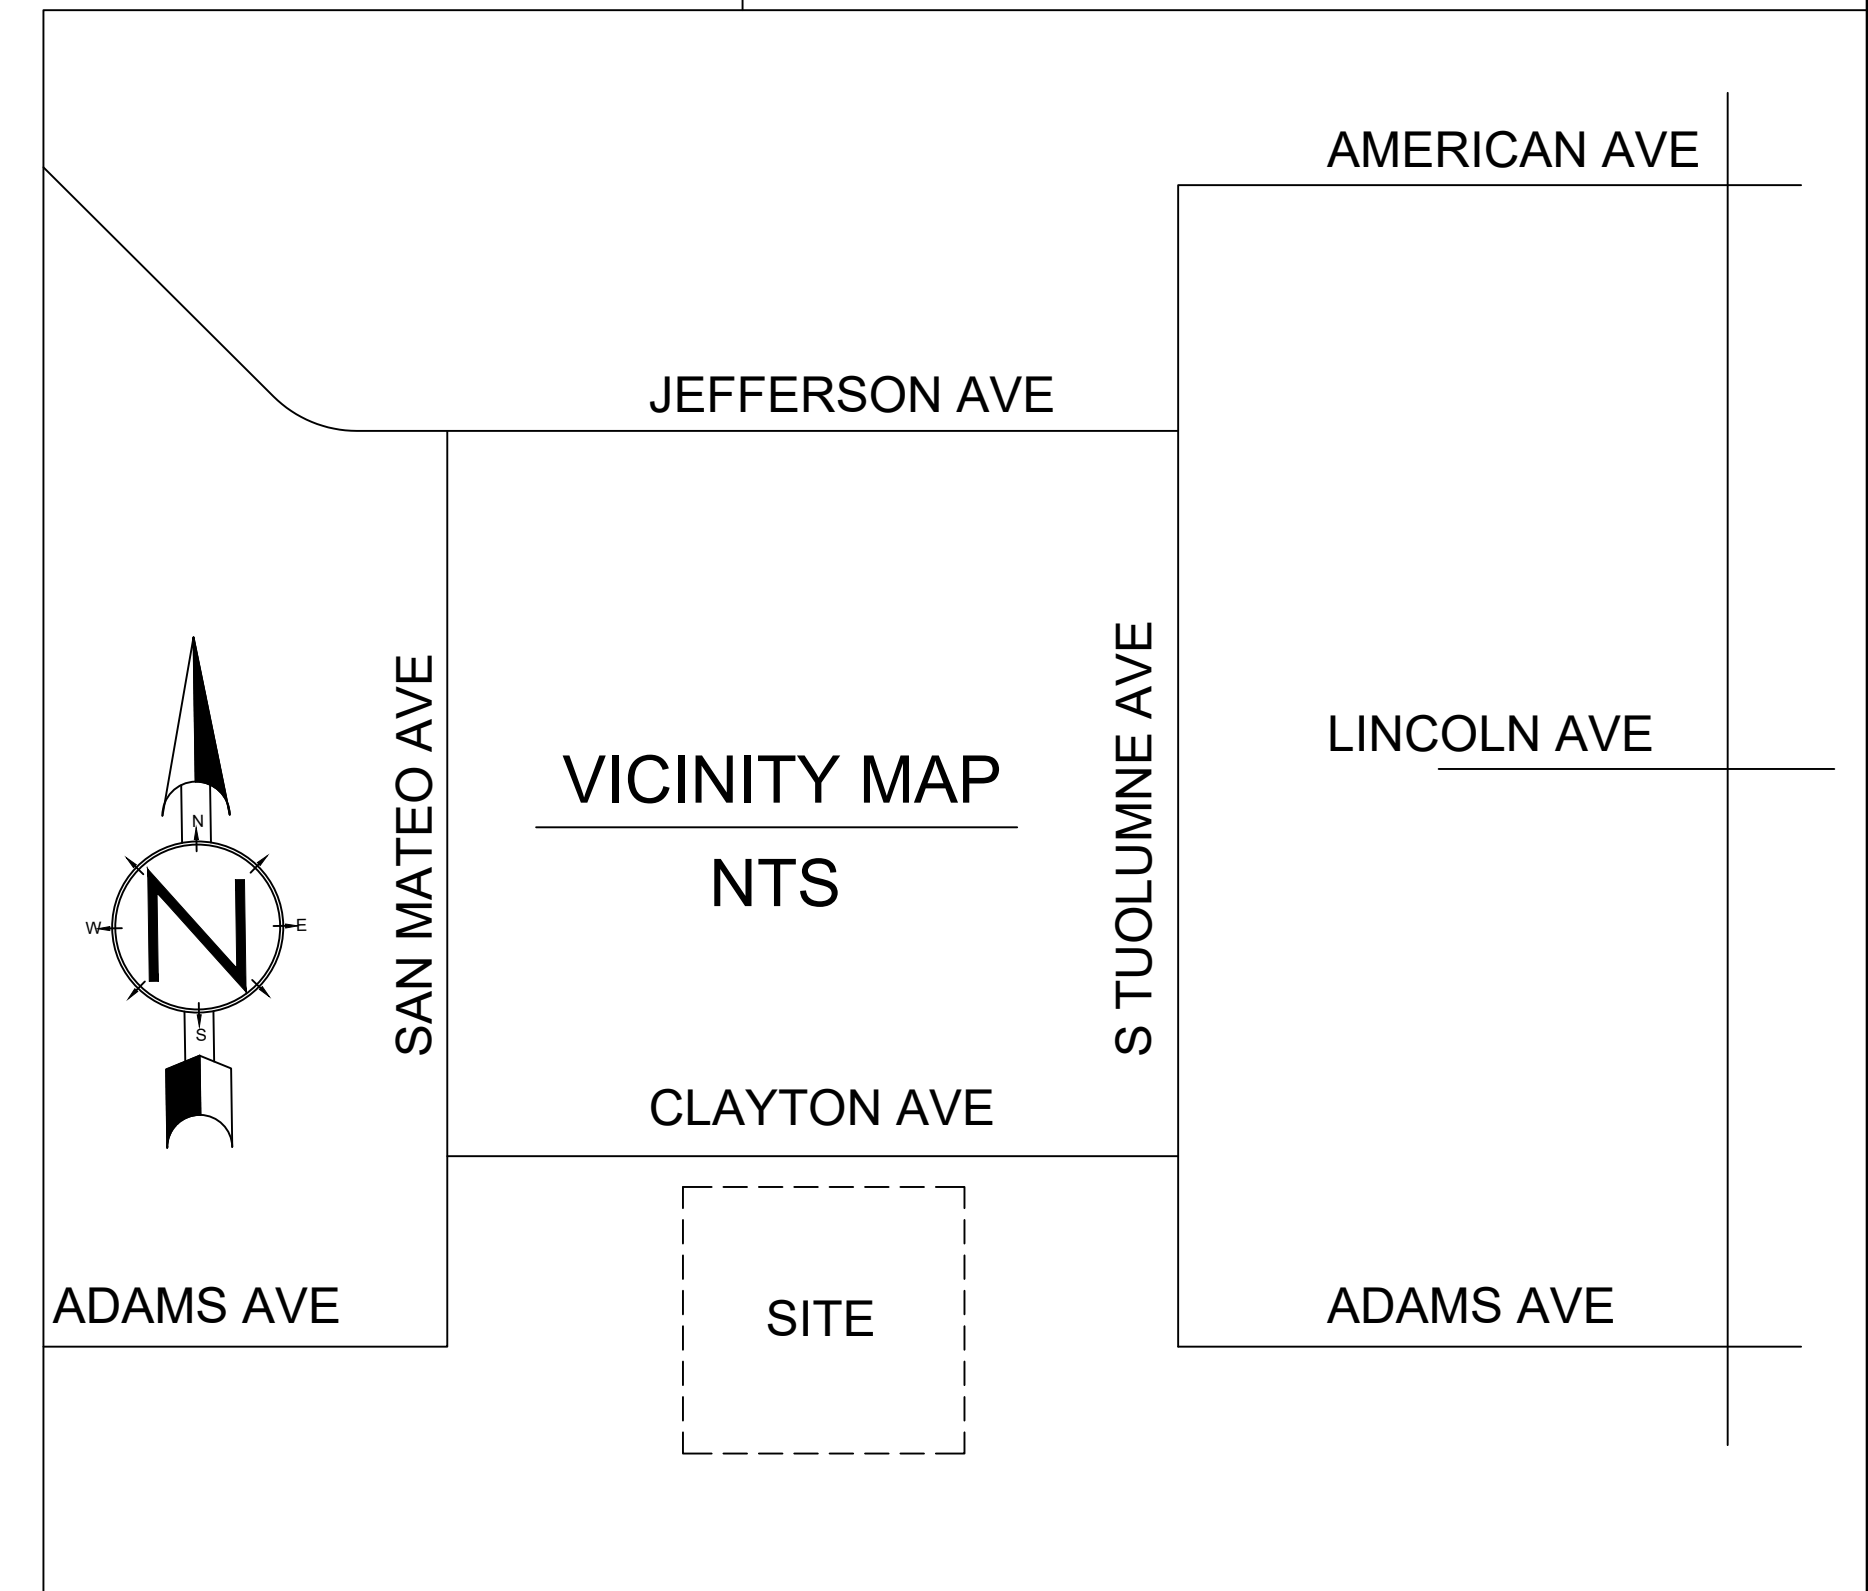 AMERICAN AVE
JEFFERSON AVE
SAN MATEO AVE
S TUOLUMNE AVE
LINCOLN AVE
VICINITY MAP
NTS
N
W
E
N
S
CLAYTON AVE
ADAMS AVE
SITE
ADAMS AVE